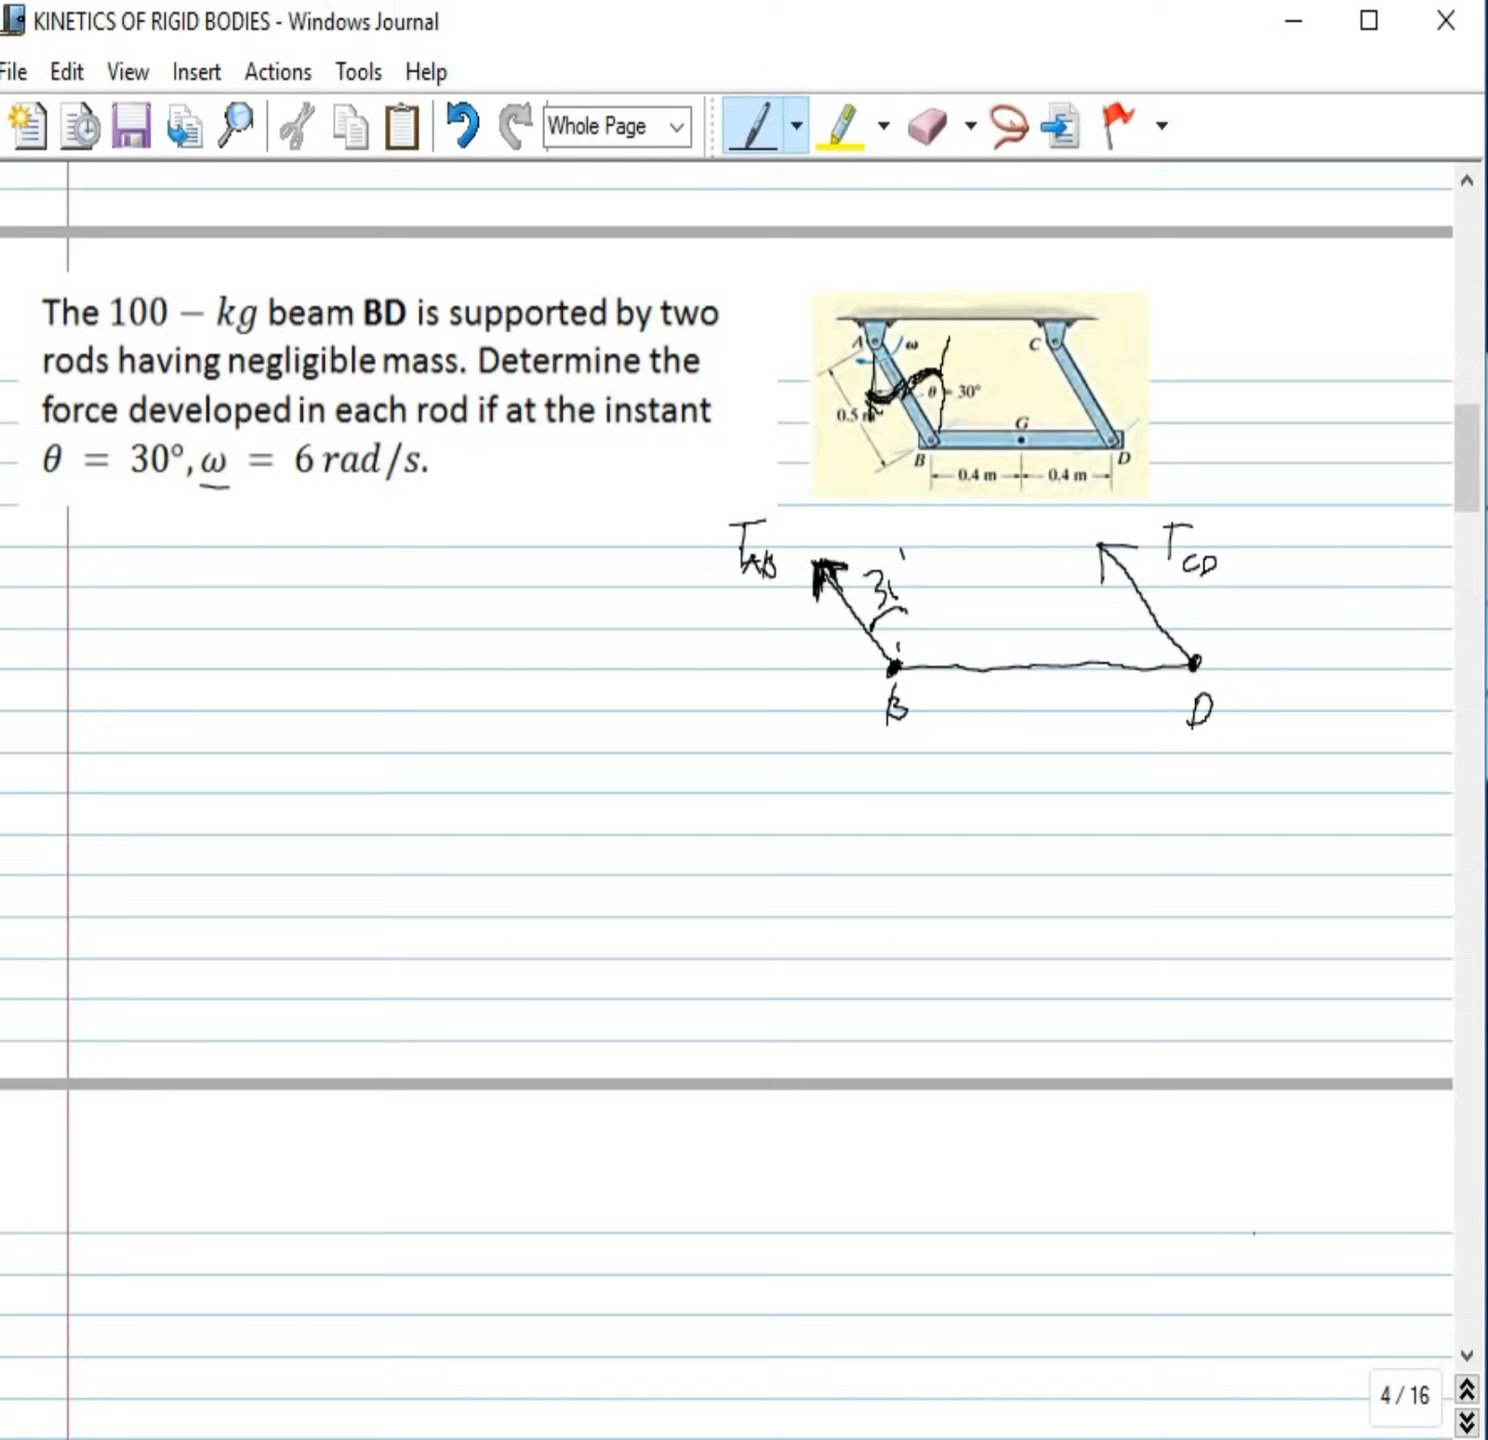 KINETICS OF RIGID BODIES - Windows Journal
File Edit View Insert Actions Tools Help
Whole Page
The 100 − kg beam BD is supported by two
rods having negligible mass. Determine the
force developed in each rod if at the instant
θ = 30°, ω = 6 rad/s.
A ω C
θ = 30°
0.5 m
G
B D
0.4 m 0.4 m
T_AB T_CD
B D
4 / 16